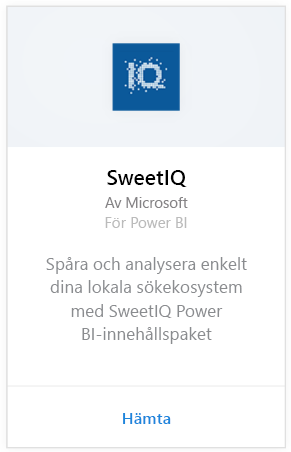 IQ
SweetIQ
Av Microsoft
För Power BI
Spåra och analysera enkelt
dina lokala sökekosystem
med SweetIQ Power
BI-innehållspaket
Hämta